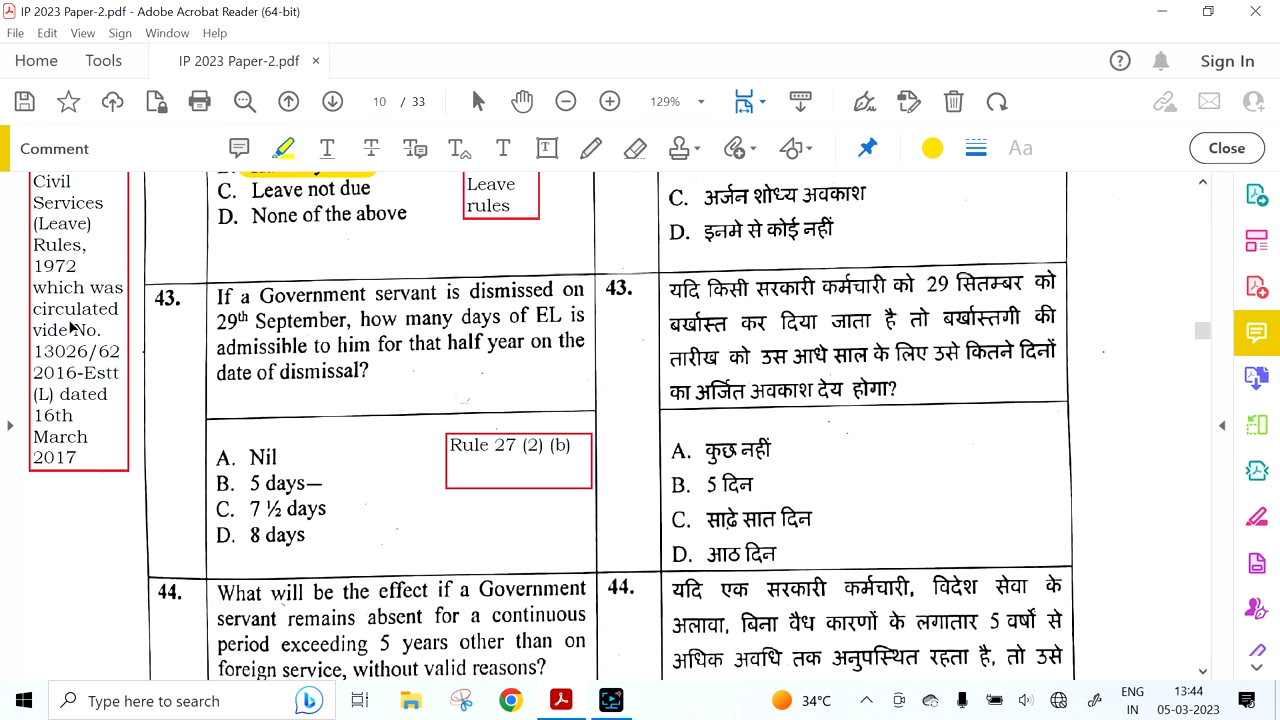 IP 2023 Paper-2.pdf - Adobe Acrobat Reader (64-bit)
File Edit View Sign Window Help
Home Tools IP 2023 Paper-2.pdf × Sign In
10 / 33 129%
Comment Aa Close
Civil
Services
(Leave)
Rules,
1972
which was
circulated
vide No.
13026/62
2016-Estt
(L) dated
16th
March
2017
C. Leave not due
D. None of the above
Leave
rules
C. अर्जन शोध्य अवकाश
D. इनमे से कोई नहीं
43. If a Government servant is dismissed on
29th September, how many days of EL is
admissible to him for that half year on the
date of dismissal?
A. Nil
B. 5 days—
C. 7 ½ days
D. 8 days
Rule 27 (2) (b)
43. यदि किसी सरकारी कर्मचारी को 29 सितम्बर को
बर्खास्त कर दिया जाता है तो बर्खास्तगी की
तारीख को उस आधे साल के लिए उसे कितने दिनों
का अर्जित अवकाश देय होगा?
A. कुछ नहीं
B. 5 दिन
C. साढ़े सात दिन
D. आठ दिन
44. What will be the effect if a Government
servant remains absent for a continuous
period exceeding 5 years other than on
foreign service, without valid reasons?
44. यदि एक सरकारी कर्मचारी, विदेश सेवा के
अलावा, बिना वैध कारणों के लगातार 5 वर्षो से
अधिक अवधि तक अनुपस्थित रहता है, तो उसे
Type here to search
34°C
ENG
IN
13:44
05-03-2023